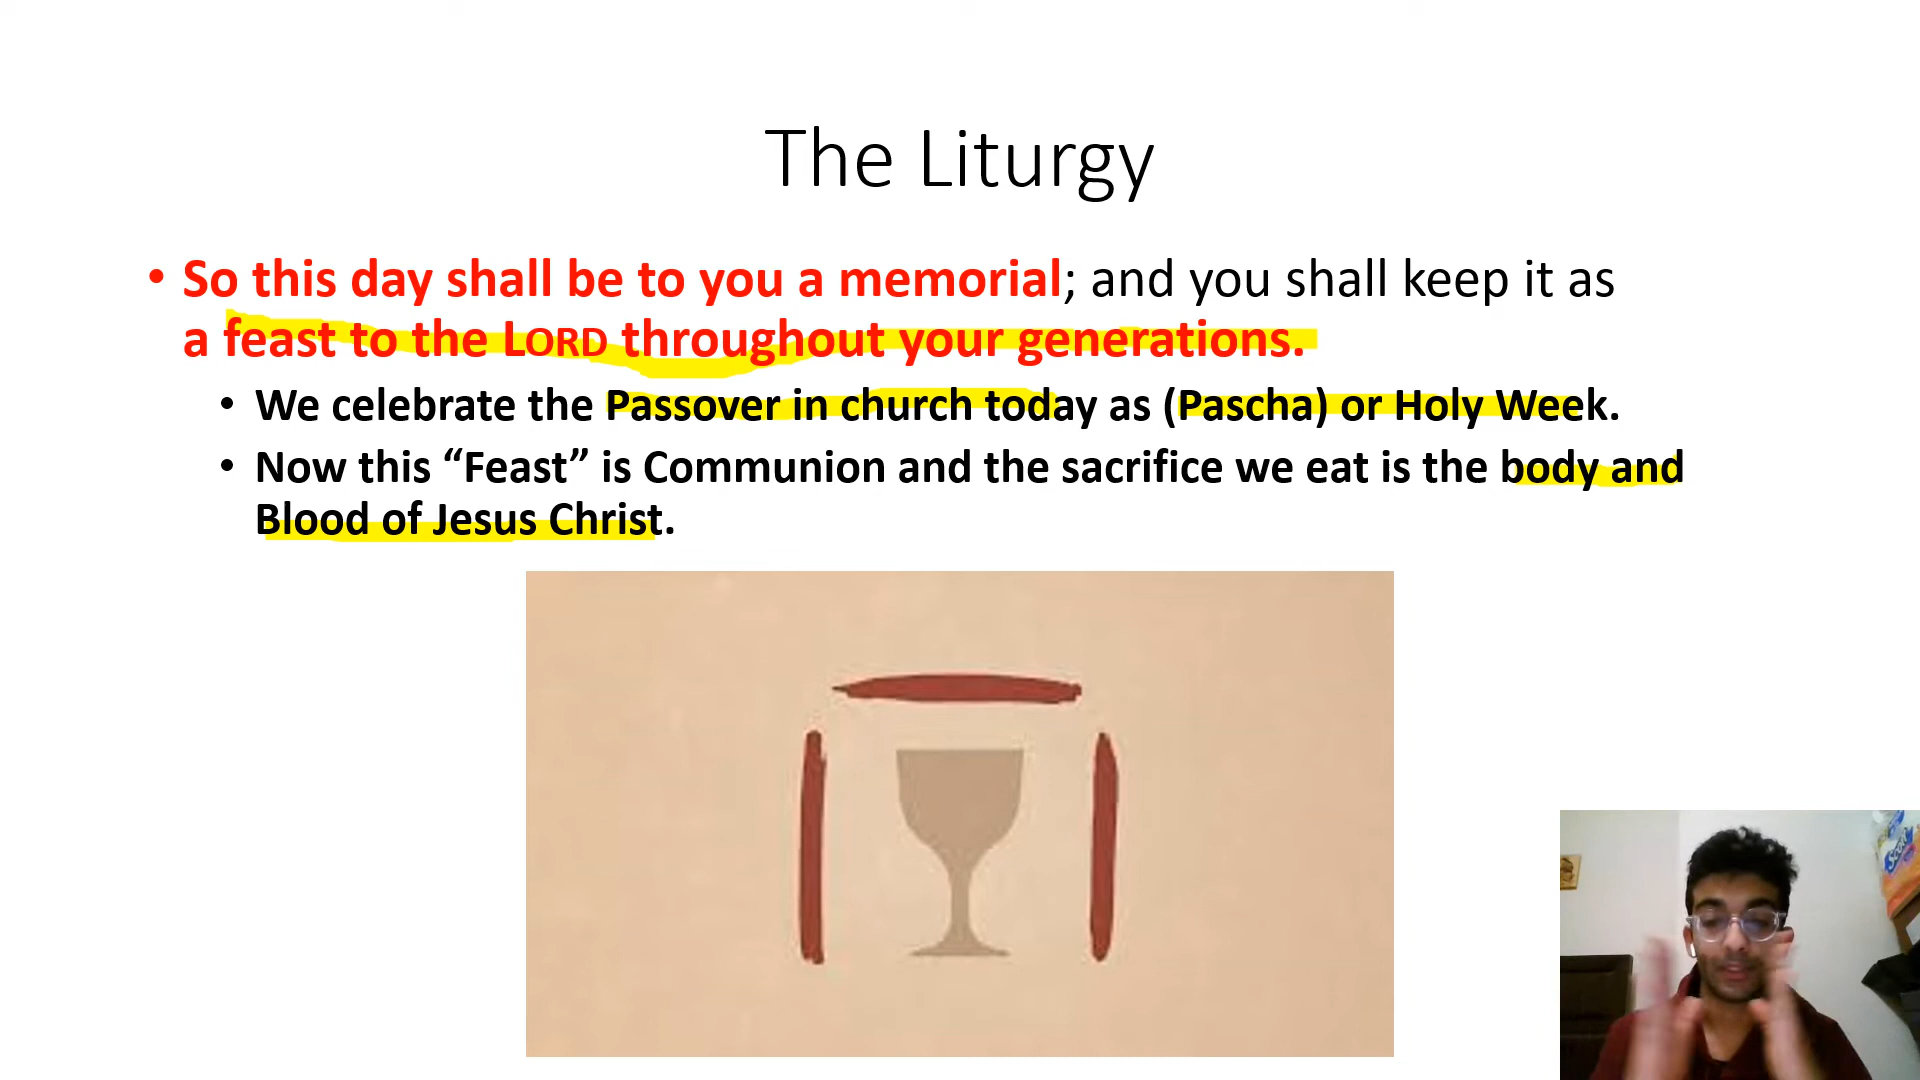 The Liturgy
• So this day shall be to you a memorial; and you shall keep it as
a feast to the LORD throughout your generations.
• We celebrate the Passover in church today as (Pascha) or Holy Week.
• Now this “Feast” is Communion and the sacrifice we eat is the body and
Blood of Jesus Christ.
Scott